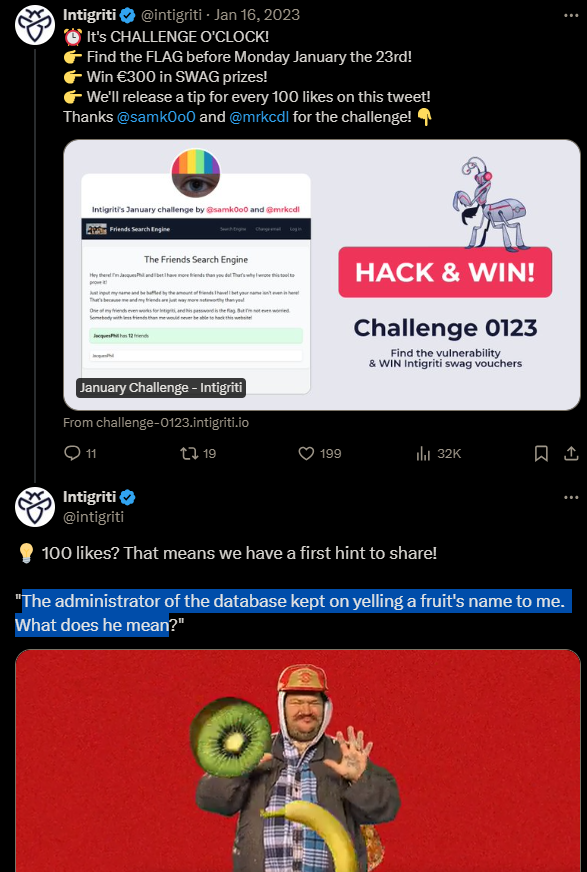 Intigriti @intigriti · Jan 16, 2023
⏰ It's CHALLENGE O'CLOCK!
👉 Find the FLAG before Monday January the 23rd!
👉 Win €300 in SWAG prizes!
👉 We'll release a tip for every 100 likes on this tweet!
Thanks @samk0o0 and @mrkcdl for the challenge! 👇
Intigriti's January challenge by @samk0o0 and @mrkcdl
Friends Search Engine Search Engine Change email Log in
The Friends Search Engine
Hey there! I'm JacquesPhil and I bet I have more friends than you do! That's why I wrote this tool to
prove it!
Just input my name and be baffled by the amount of friends I have! I bet your name isn't even in here!
That's because me and my friends are just way more noteworthy than you!
One of my friends even works for Intigriti, and his password is the flag. But I'm not even worried.
Somebody with less friends than me would never be able to hack this website!
JacquesPhil has 12 friends
JacquesPhil
HACK & WIN!
Challenge 0123
Find the vulnerability
& WIN Intigriti swag vouchers
January Challenge - Intigriti
From challenge-0123.intigriti.io
11 19 199 32K
Intigriti
@intigriti
💡 100 likes? That means we have a first hint to share!
"The administrator of the database kept on yelling a fruit's name to me.
What does he mean?"